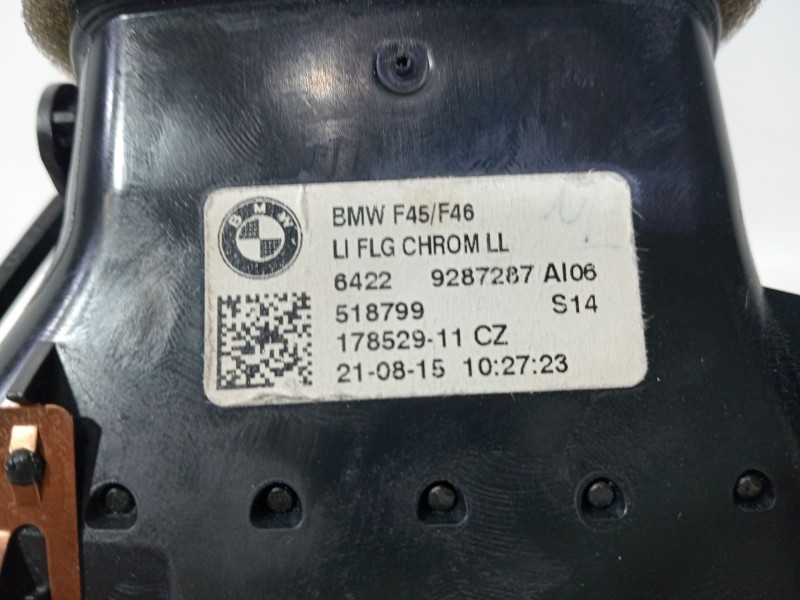 BMW
BMW F45/F46
LI FLG CHROM LL
6422 9287287 AI06
518799 S14
178529-11 CZ
21-08-15 10:27:23